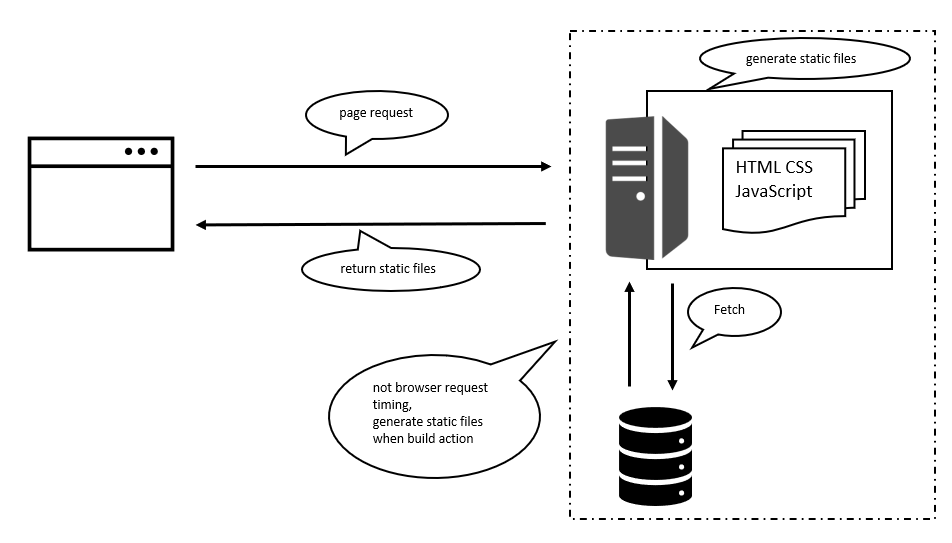 generate static files
page request
HTML CSS
JavaScript
return static files
Fetch
not browser request
timing,
generate static files
when build action